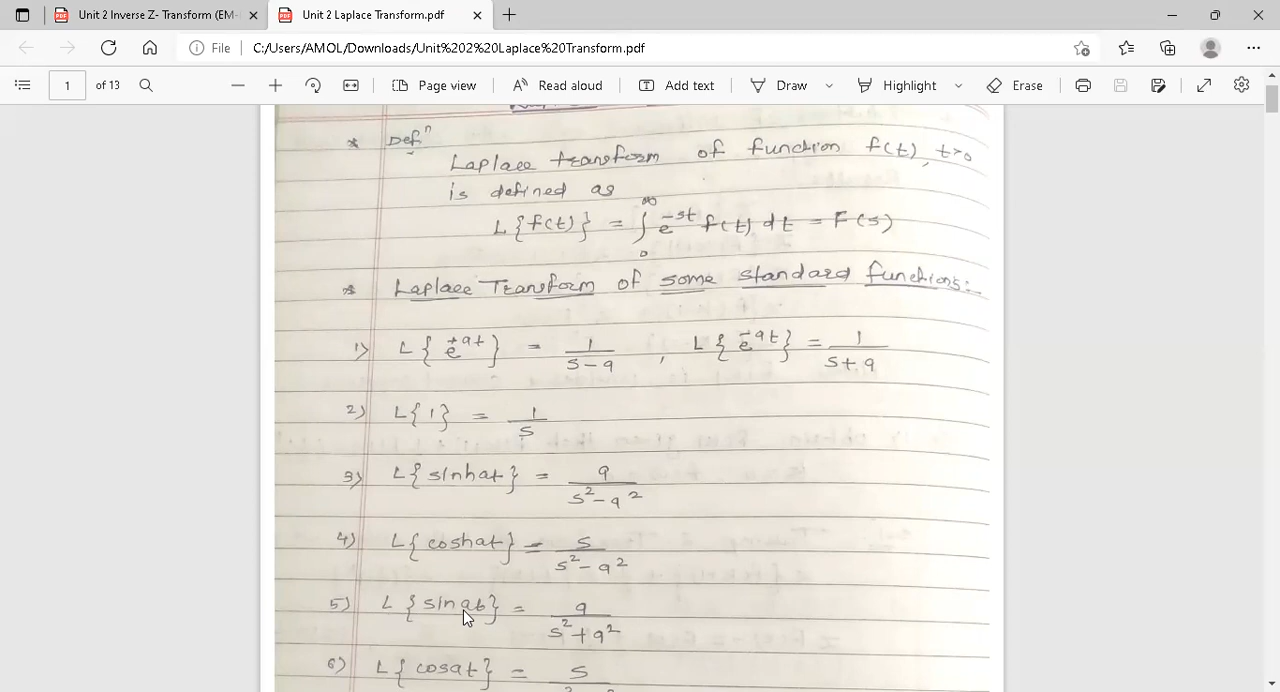 Unit 2 Inverse Z- Transform (EM-
Unit 2 Laplace Transform.pdf
File
C:/Users/AMOL/Downloads/Unit%202%20Laplace%20Transform.pdf
1 of 13
Page view
Read aloud
Add text
Draw
Highlight
Erase
* Defⁿ
Laplace transform of function f(t), t>0
is defined as
L{f(t)} = ∫₀^∞ e^-st f(t) dt = F(s)
* Laplace Transform of some standard functions:-
1) L{e^+at} = 1/(s-a) , L{e^-at} = 1/(s+a)
2) L{1} = 1/s
3) L{sinhat} = a/(s²-a²)
4) L{coshat} = s/(s²-a²)
5) L{sinat} = a/(s²+a²)
6) L{cosat} = s